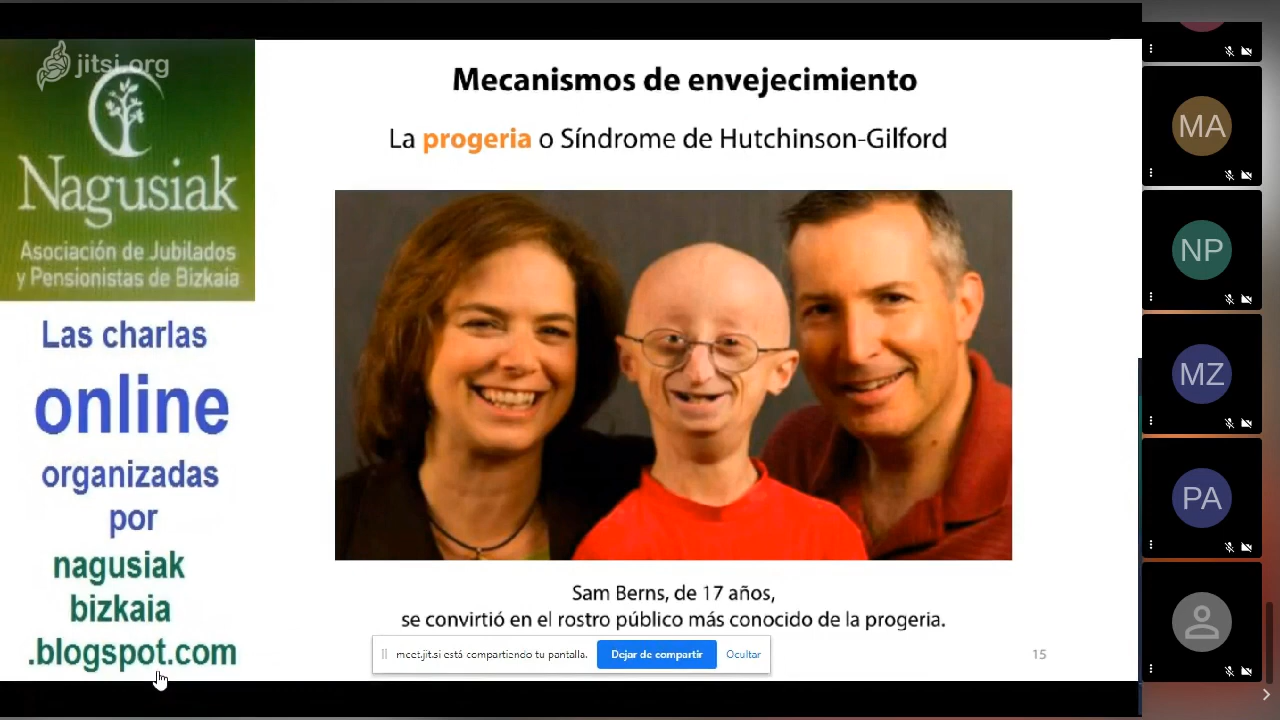 jitsi.org
Nagusiak
Asociación de Jubilados
y Pensionistas de Bizkaia
Las charlas
online
organizadas
por
nagusiak
bizkaia
.blogspot.com
Mecanismos de envejecimiento
La progeria o Síndrome de Hutchinson-Gilford
Sam Berns, de 17 años,
se convirtió en el rostro público más conocido de la progeria.
meet.jit.si está compartiendo tu pantalla.
Dejar de compartir
Ocultar
15
MA
NP
MZ
PA